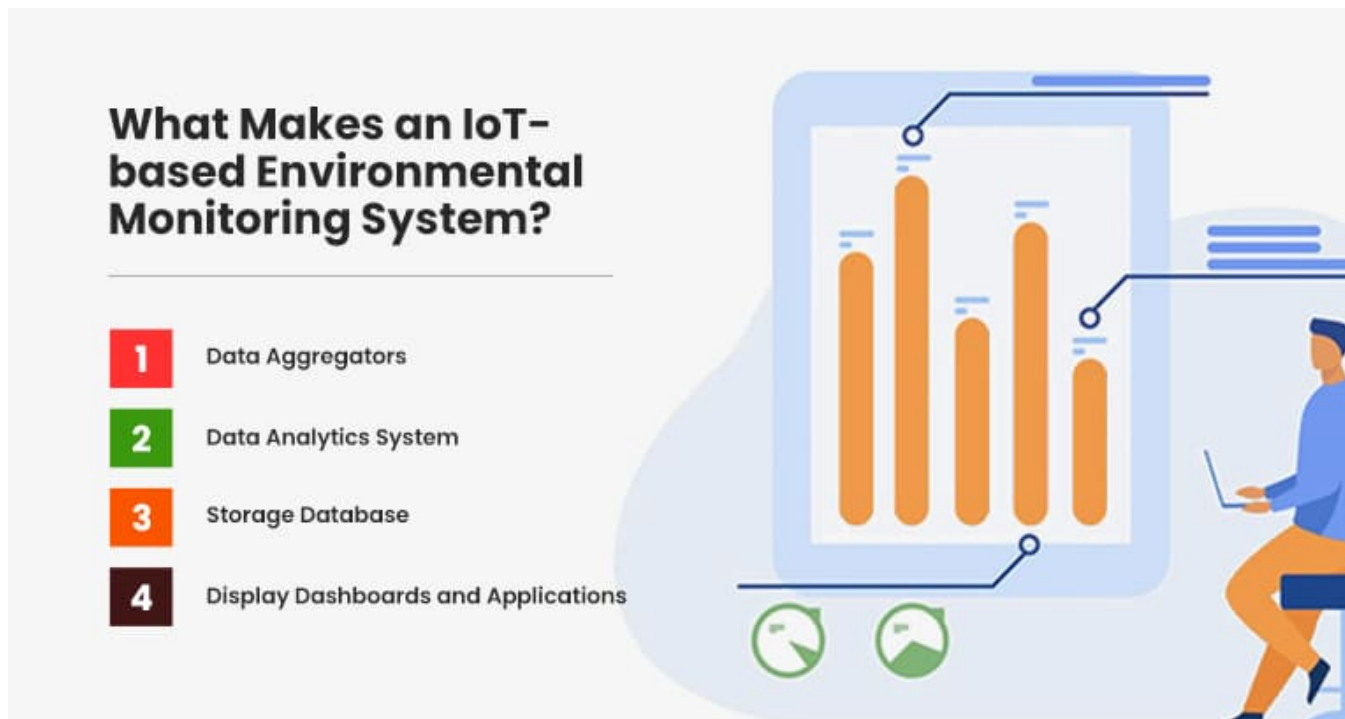 What Makes an IoT-
based Environmental
Monitoring System?
1 Data Aggregators
2 Data Analytics System
3 Storage Database
4 Display Dashboards and Applications